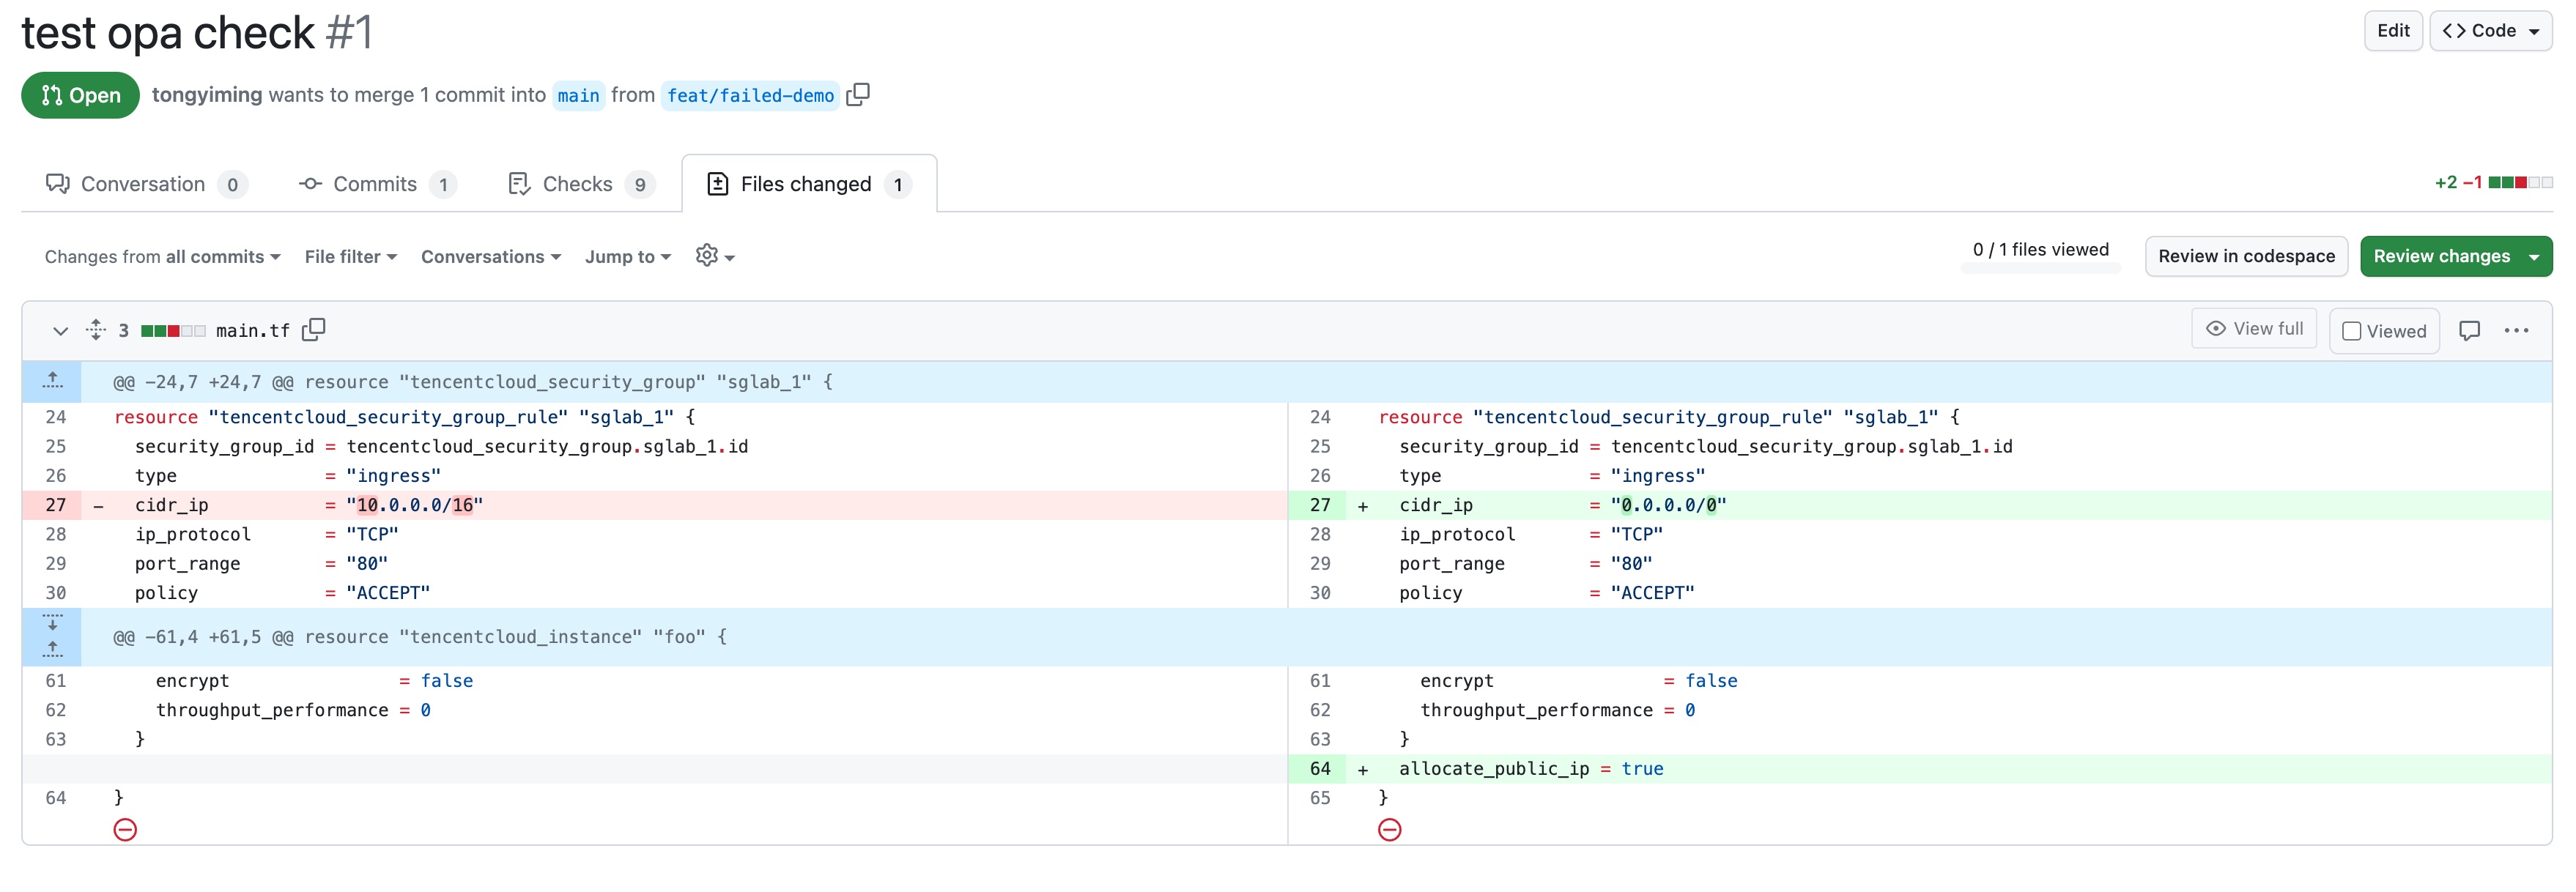 test opa check #1
Edit
Code
Open
tongyiming wants to merge 1 commit into main from feat/failed-demo
Conversation 0
Commits 1
Checks 9
Files changed 1
+2 −1
Changes from all commits
File filter
Conversations
Jump to
0 / 1 files viewed
Review in codespace
Review changes
3
main.tf
View full
Viewed
@@ -24,7 +24,7 @@ resource "tencentcloud_security_group" "sglab_1" {
24 resource "tencentcloud_security_group_rule" "sglab_1" {
25 security_group_id = tencentcloud_security_group.sglab_1.id
26 type = "ingress"
27 - cidr_ip = "10.0.0.0/16"
28 ip_protocol = "TCP"
29 port_range = "80"
30 policy = "ACCEPT"
24 resource "tencentcloud_security_group_rule" "sglab_1" {
25 security_group_id = tencentcloud_security_group.sglab_1.id
26 type = "ingress"
27 + cidr_ip = "0.0.0.0/0"
28 ip_protocol = "TCP"
29 port_range = "80"
30 policy = "ACCEPT"
@@ -61,4 +61,5 @@ resource "tencentcloud_instance" "foo" {
61 encrypt = false
62 throughput_performance = 0
63 }
64 }
61 encrypt = false
62 throughput_performance = 0
63 }
64 + allocate_public_ip = true
65 }